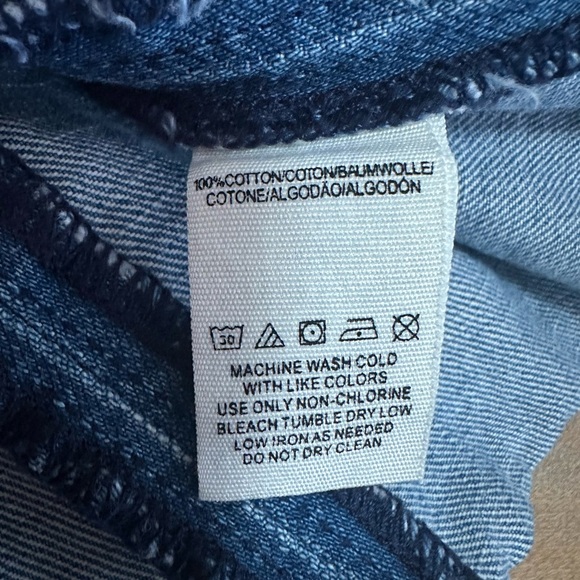 100%COTTON/COTON/BAUMWOLLE/
COTONE/ALGODÃO/ALGODÓN
30
MACHINE WASH COLD
WITH LIKE COLORS
USE ONLY NON-CHLORINE
BLEACH TUMBLE DRY LOW
LOW IRON AS NEEDED
DO NOT DRY CLEAN